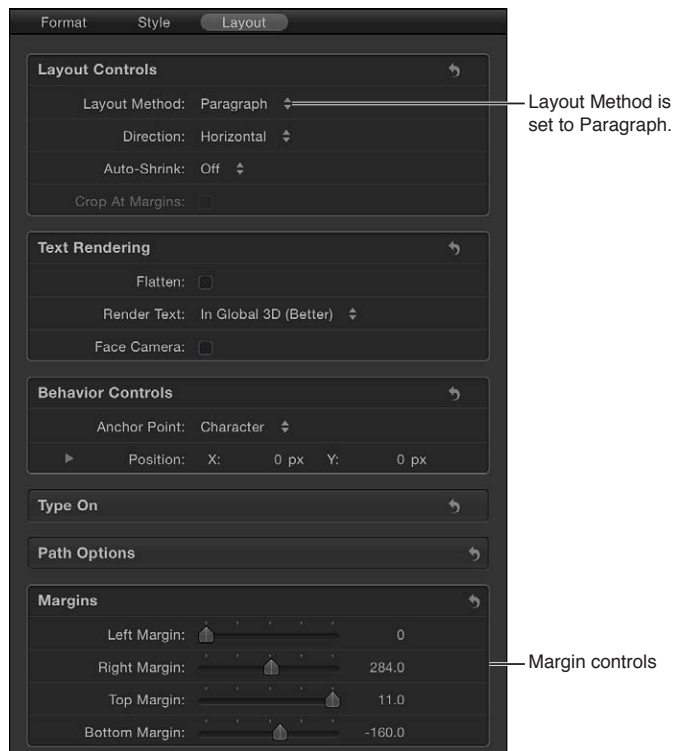 Format Style Layout
Layout Controls
Layout Method: Paragraph
Layout Method is
set to Paragraph.
Direction: Horizontal
Auto-Shrink: Off
Crop At Margins:
Text Rendering
Flatten:
Render Text: In Global 3D (Better)
Face Camera:
Behavior Controls
Anchor Point: Character
Position: X: 0 px Y: 0 px
Type On
Path Options
Margins
Left Margin: 0
Right Margin: 284.0
Margin controls
Top Margin: 11.0
Bottom Margin: -160.0